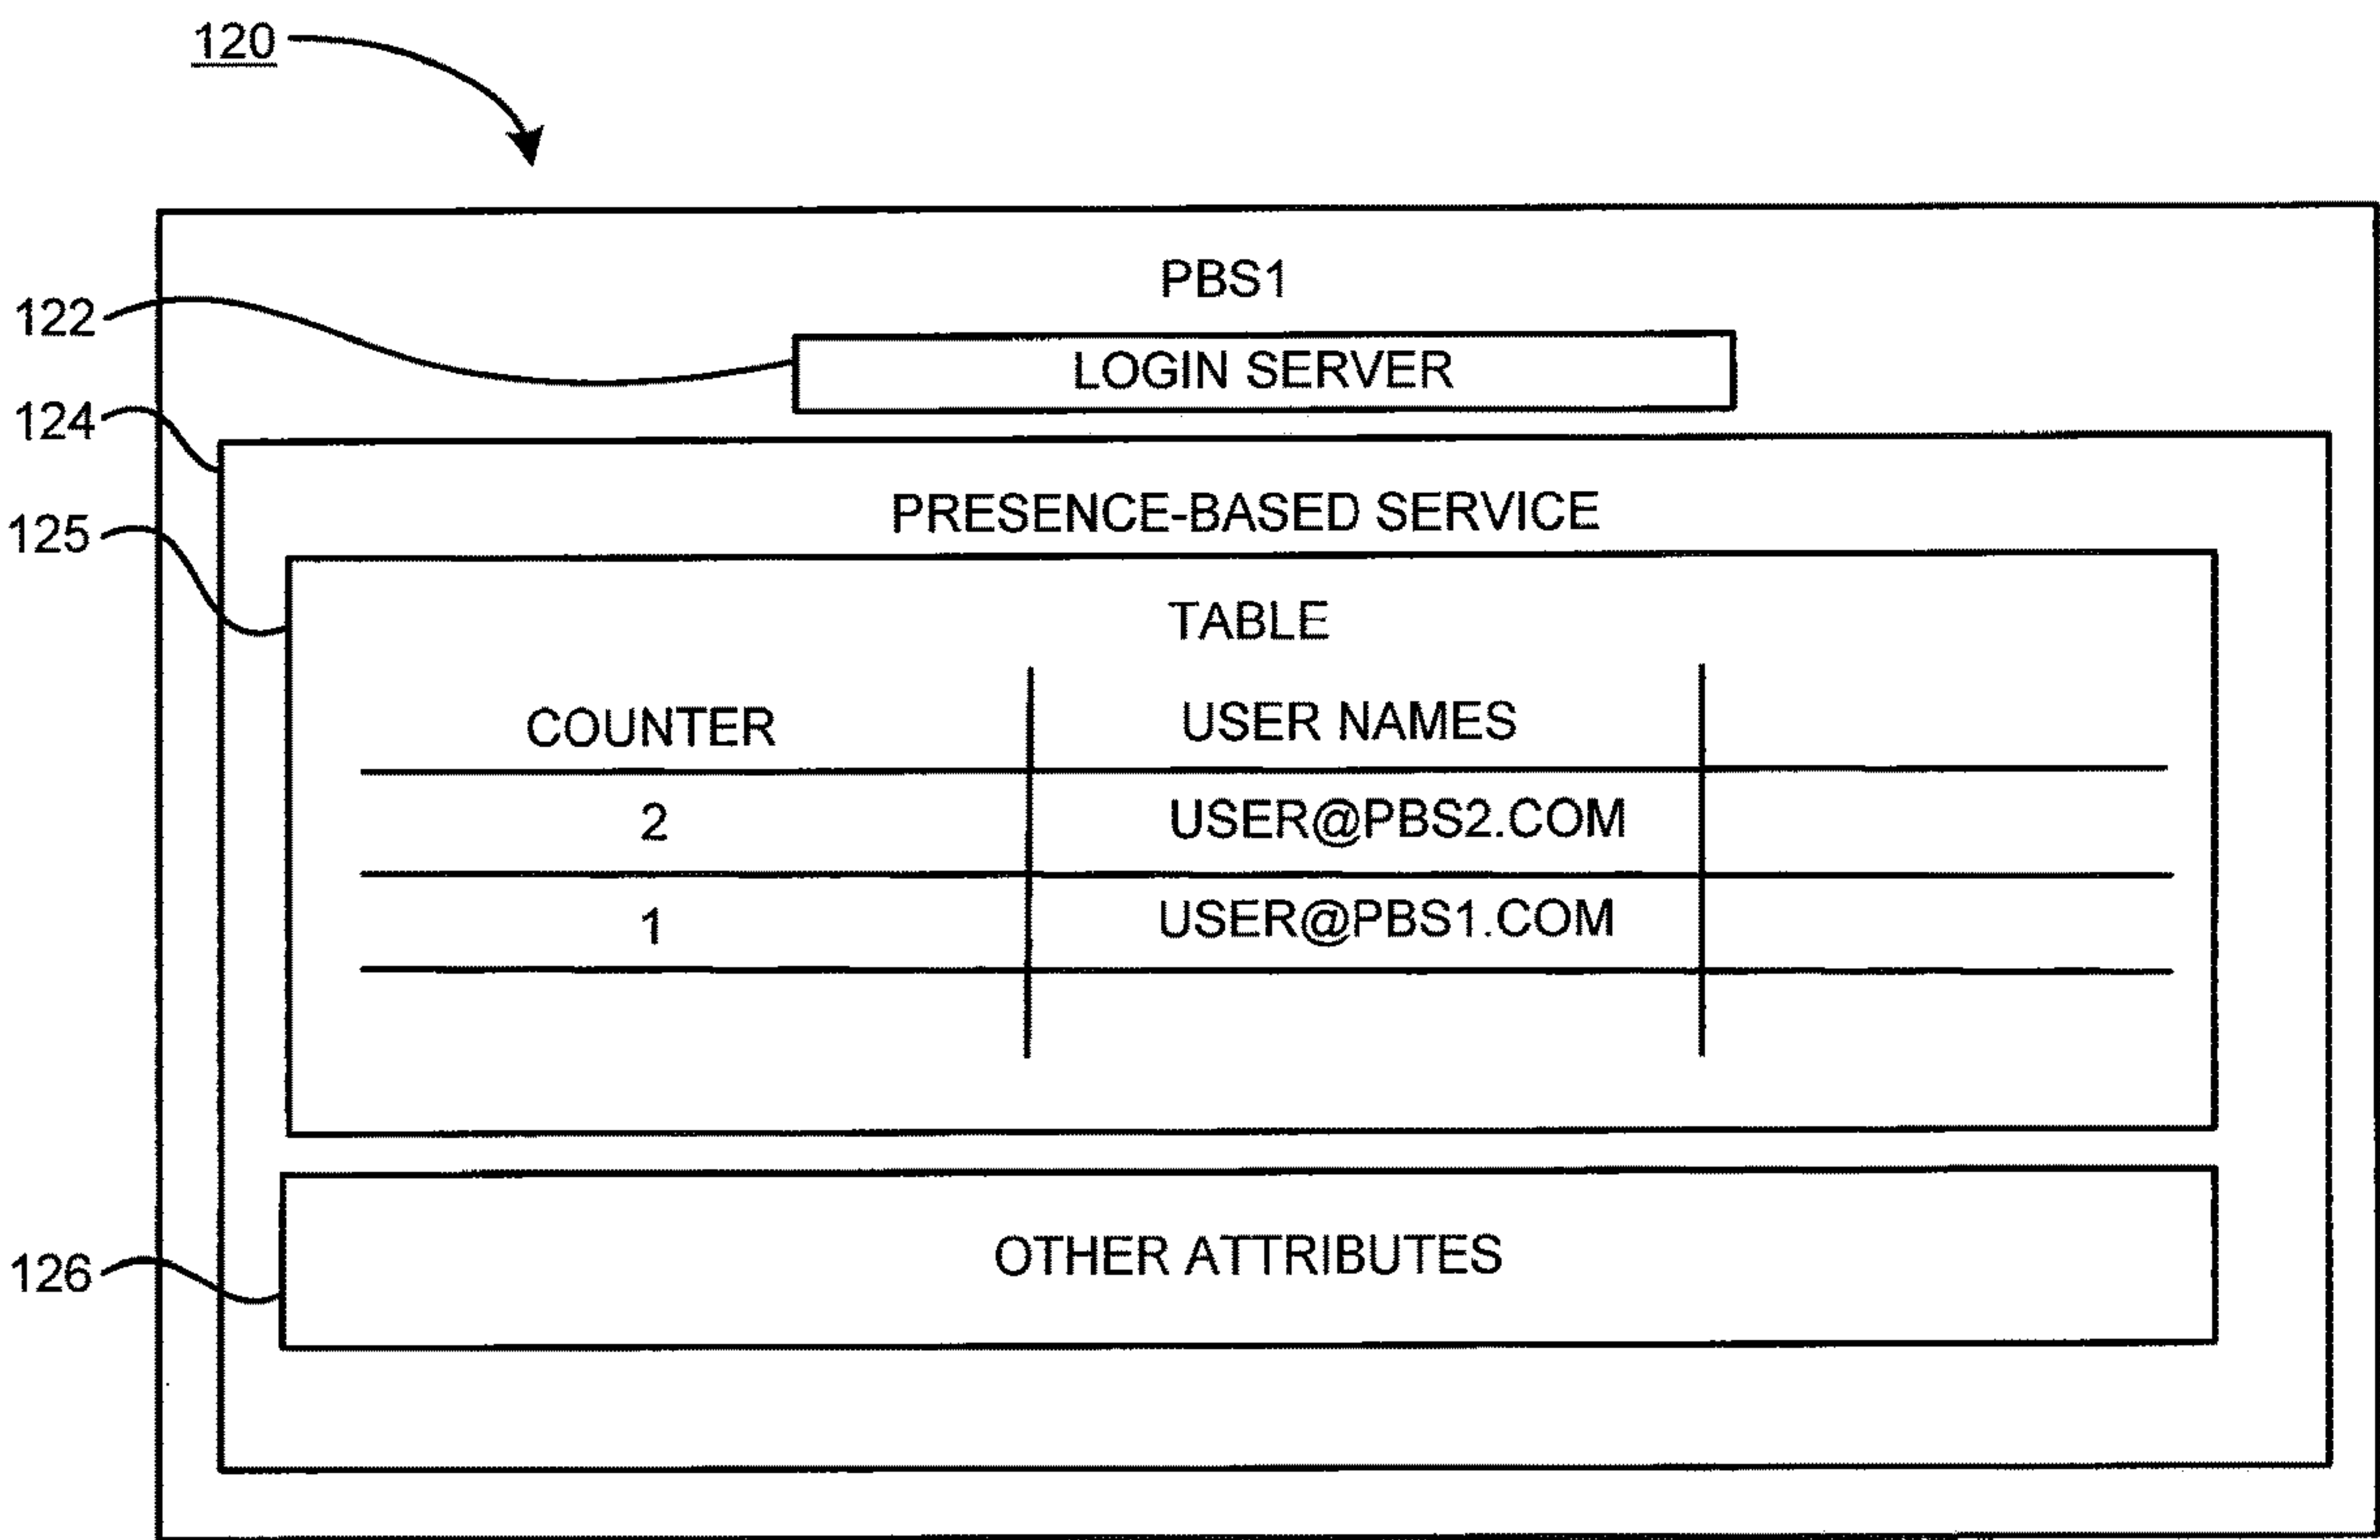 120
PBS1
122
LOGIN SERVER
124
PRESENCE-BASED SERVICE
125
TABLE
COUNTER USER NAMES
2 USER@PBS2.COM
1 USER@PBS1.COM
126
OTHER ATTRIBUTES